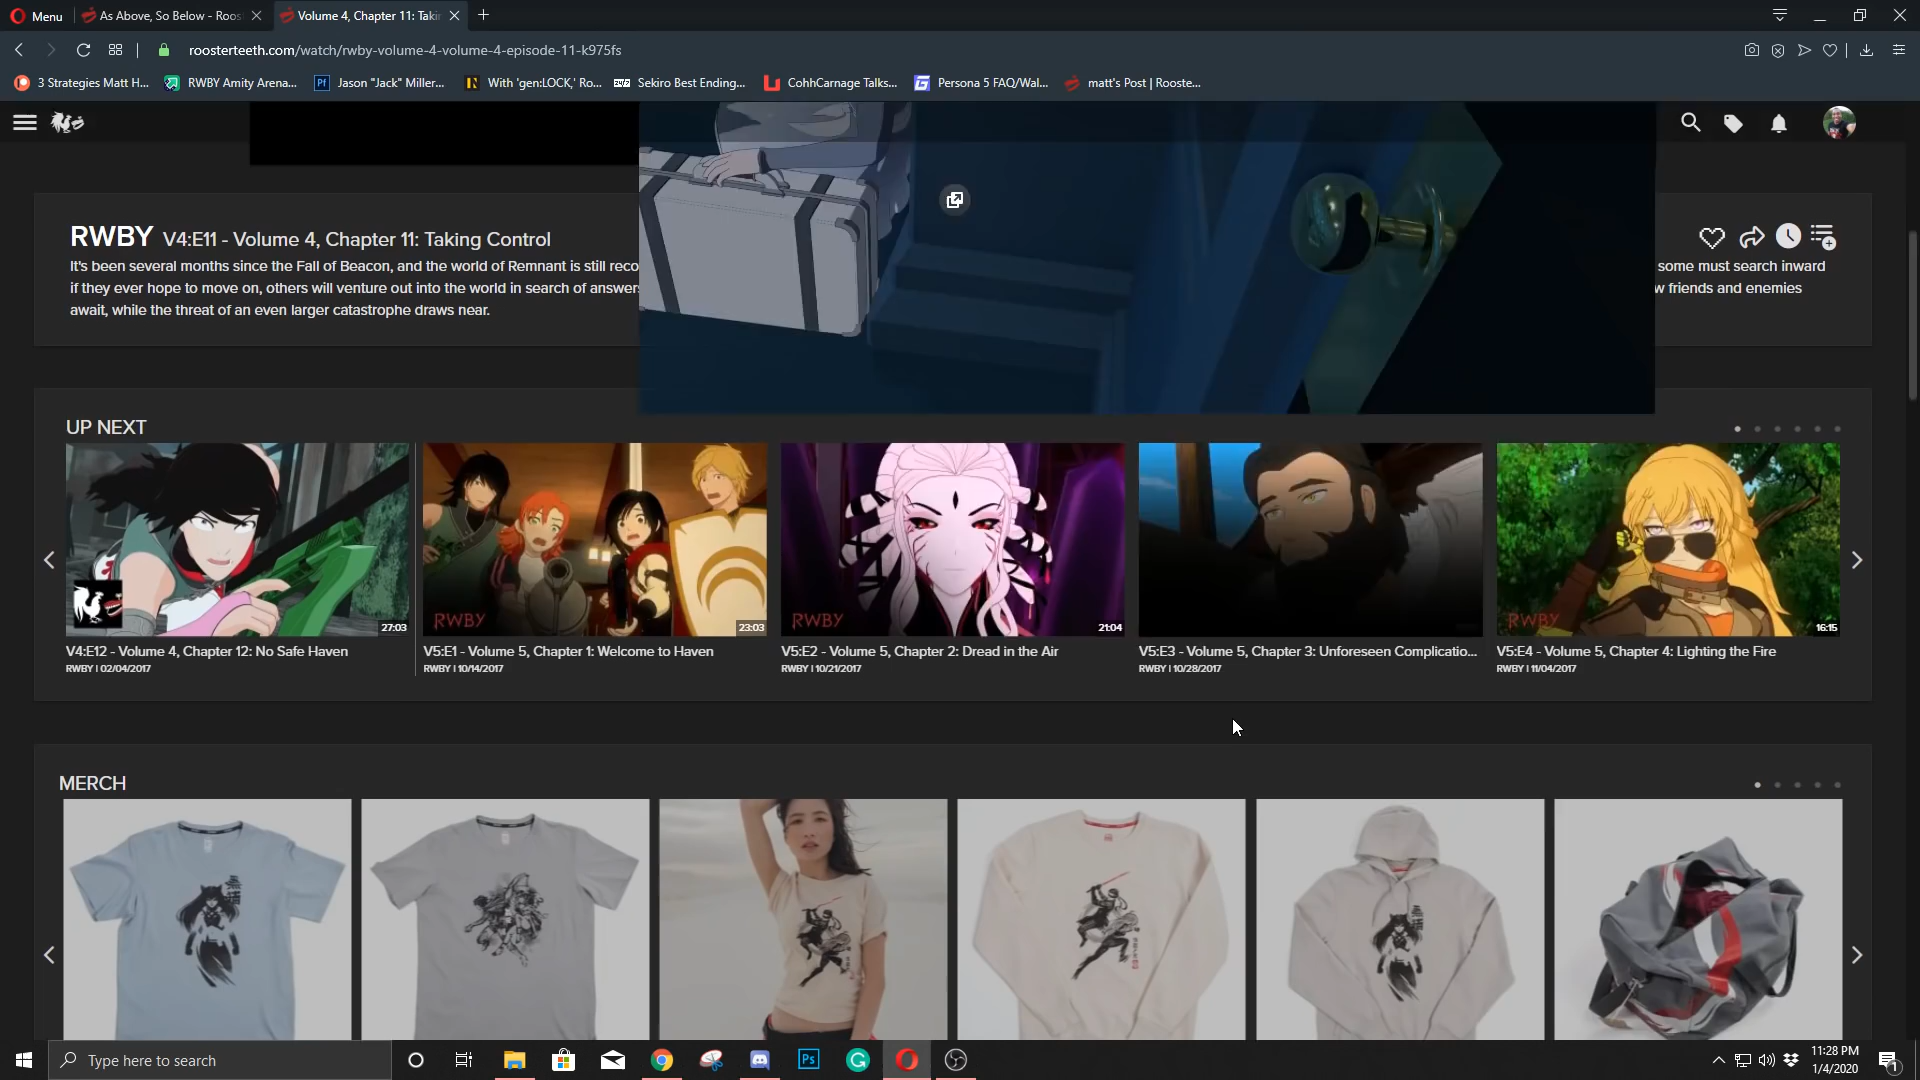 Menu
As Above, So Below - Roos
Volume 4, Chapter 11: Taki
roosterteeth.com/watch/rwby-volume-4-volume-4-episode-11-k975fs
3 Strategies Matt H...
RWBY Amity Arena...
Jason "Jack" Miller...
With 'gen:LOCK,' Ro...
Sekiro Best Ending...
CohhCarnage Talks...
Persona 5 FAQ/Wal...
matt's Post | Rooste...
RWBY V4:E11 - Volume 4, Chapter 11: Taking Control
It's been several months since the Fall of Beacon, and the world of Remnant is still reco some must search inward
if they ever hope to move on, others will venture out into the world in search of answers w friends and enemies
await, while the threat of an even larger catastrophe draws near.
UP NEXT
27:03
RWBY 23:03
RWBY 21:04
RWBY 16:15
V4:E12 - Volume 4, Chapter 12: No Safe Haven
RWBY | 02/04/2017
V5:E1 - Volume 5, Chapter 1: Welcome to Haven
RWBY | 10/14/2017
V5:E2 - Volume 5, Chapter 2: Dread in the Air
RWBY | 10/21/2017
V5:E3 - Volume 5, Chapter 3: Unforeseen Complicatio...
RWBY | 10/28/2017
V5:E4 - Volume 5, Chapter 4: Lighting the Fire
RWBY | 11/04/2017
MERCH
Type here to search
Ps
11:28 PM
1/4/2020
1